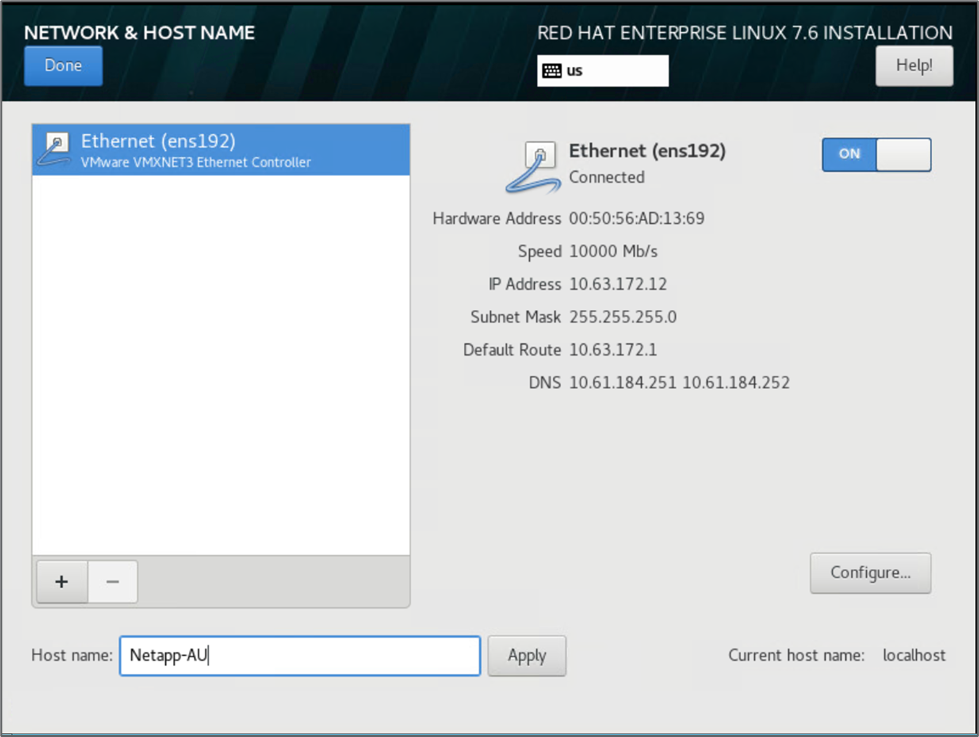 NETWORK & HOST NAME
RED HAT ENTERPRISE LINUX 7.6 INSTALLATION
Done
us
Help!
Ethernet (ens192)
VMware VMXNET3 Ethernet Controller
Ethernet (ens192)
Connected
ON
Hardware Address 00:50:56:AD:13:69
Speed 10000 Mb/s
IP Address 10.63.172.12
Subnet Mask 255.255.255.0
Default Route 10.63.172.1
DNS 10.61.184.251 10.61.184.252
+ −
Configure...
Host name: Netapp-AU Apply Current host name: localhost